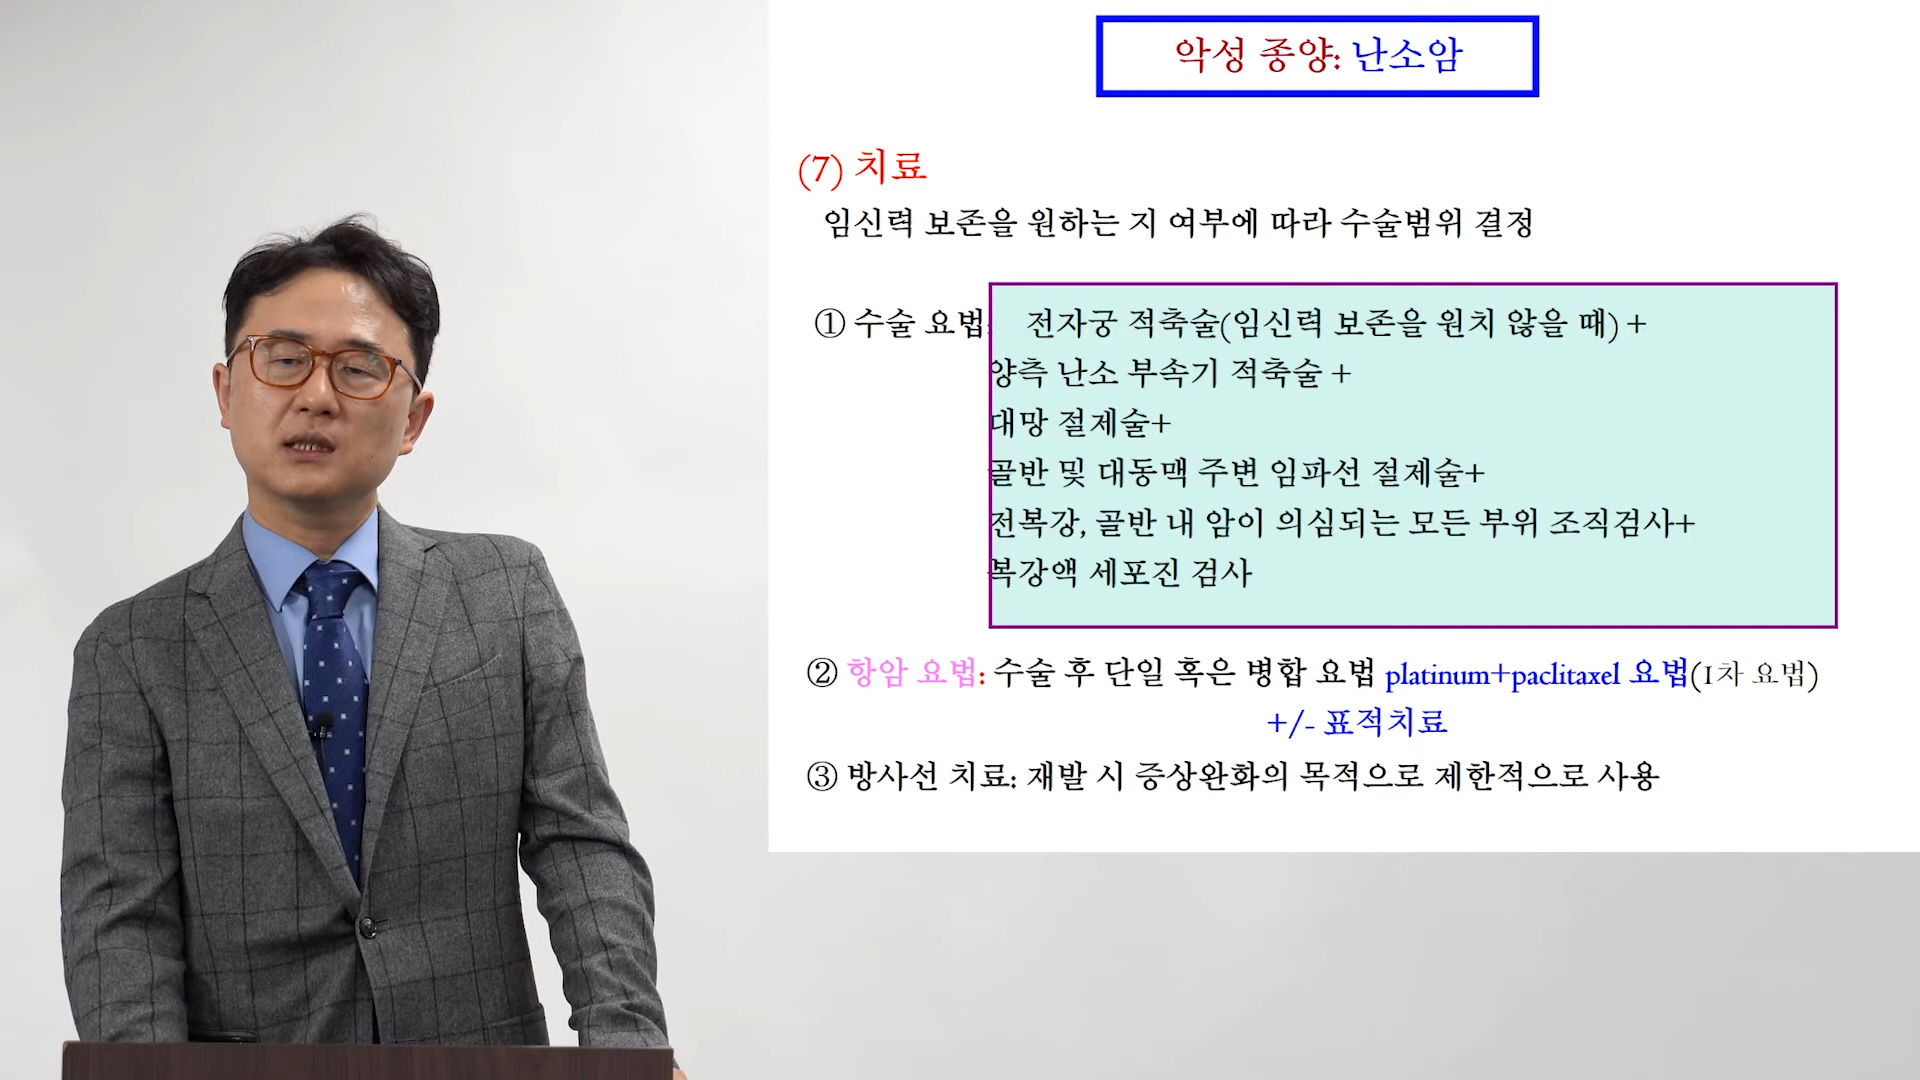 악성 종양: 난소암
(7) 치료
임신력 보존을 원하는 지 여부에 따라 수술범위 결정
① 수술 요법: 전자궁 적축술(임신력 보존을 원치 않을 때) +
양측 난소 부속기 적축술 +
대망 절제술+
골반 및 대동맥 주변 임파선 절제술+
전복강, 골반 내 암이 의심되는 모든 부위 조직검사+
복강액 세포진 검사
② 항암 요법: 수술 후 단일 혹은 병합 요법 platinum+paclitaxel 요법(1차 요법)
+/- 표적치료
③ 방사선 치료: 재발 시 증상완화의 목적으로 제한적으로 사용